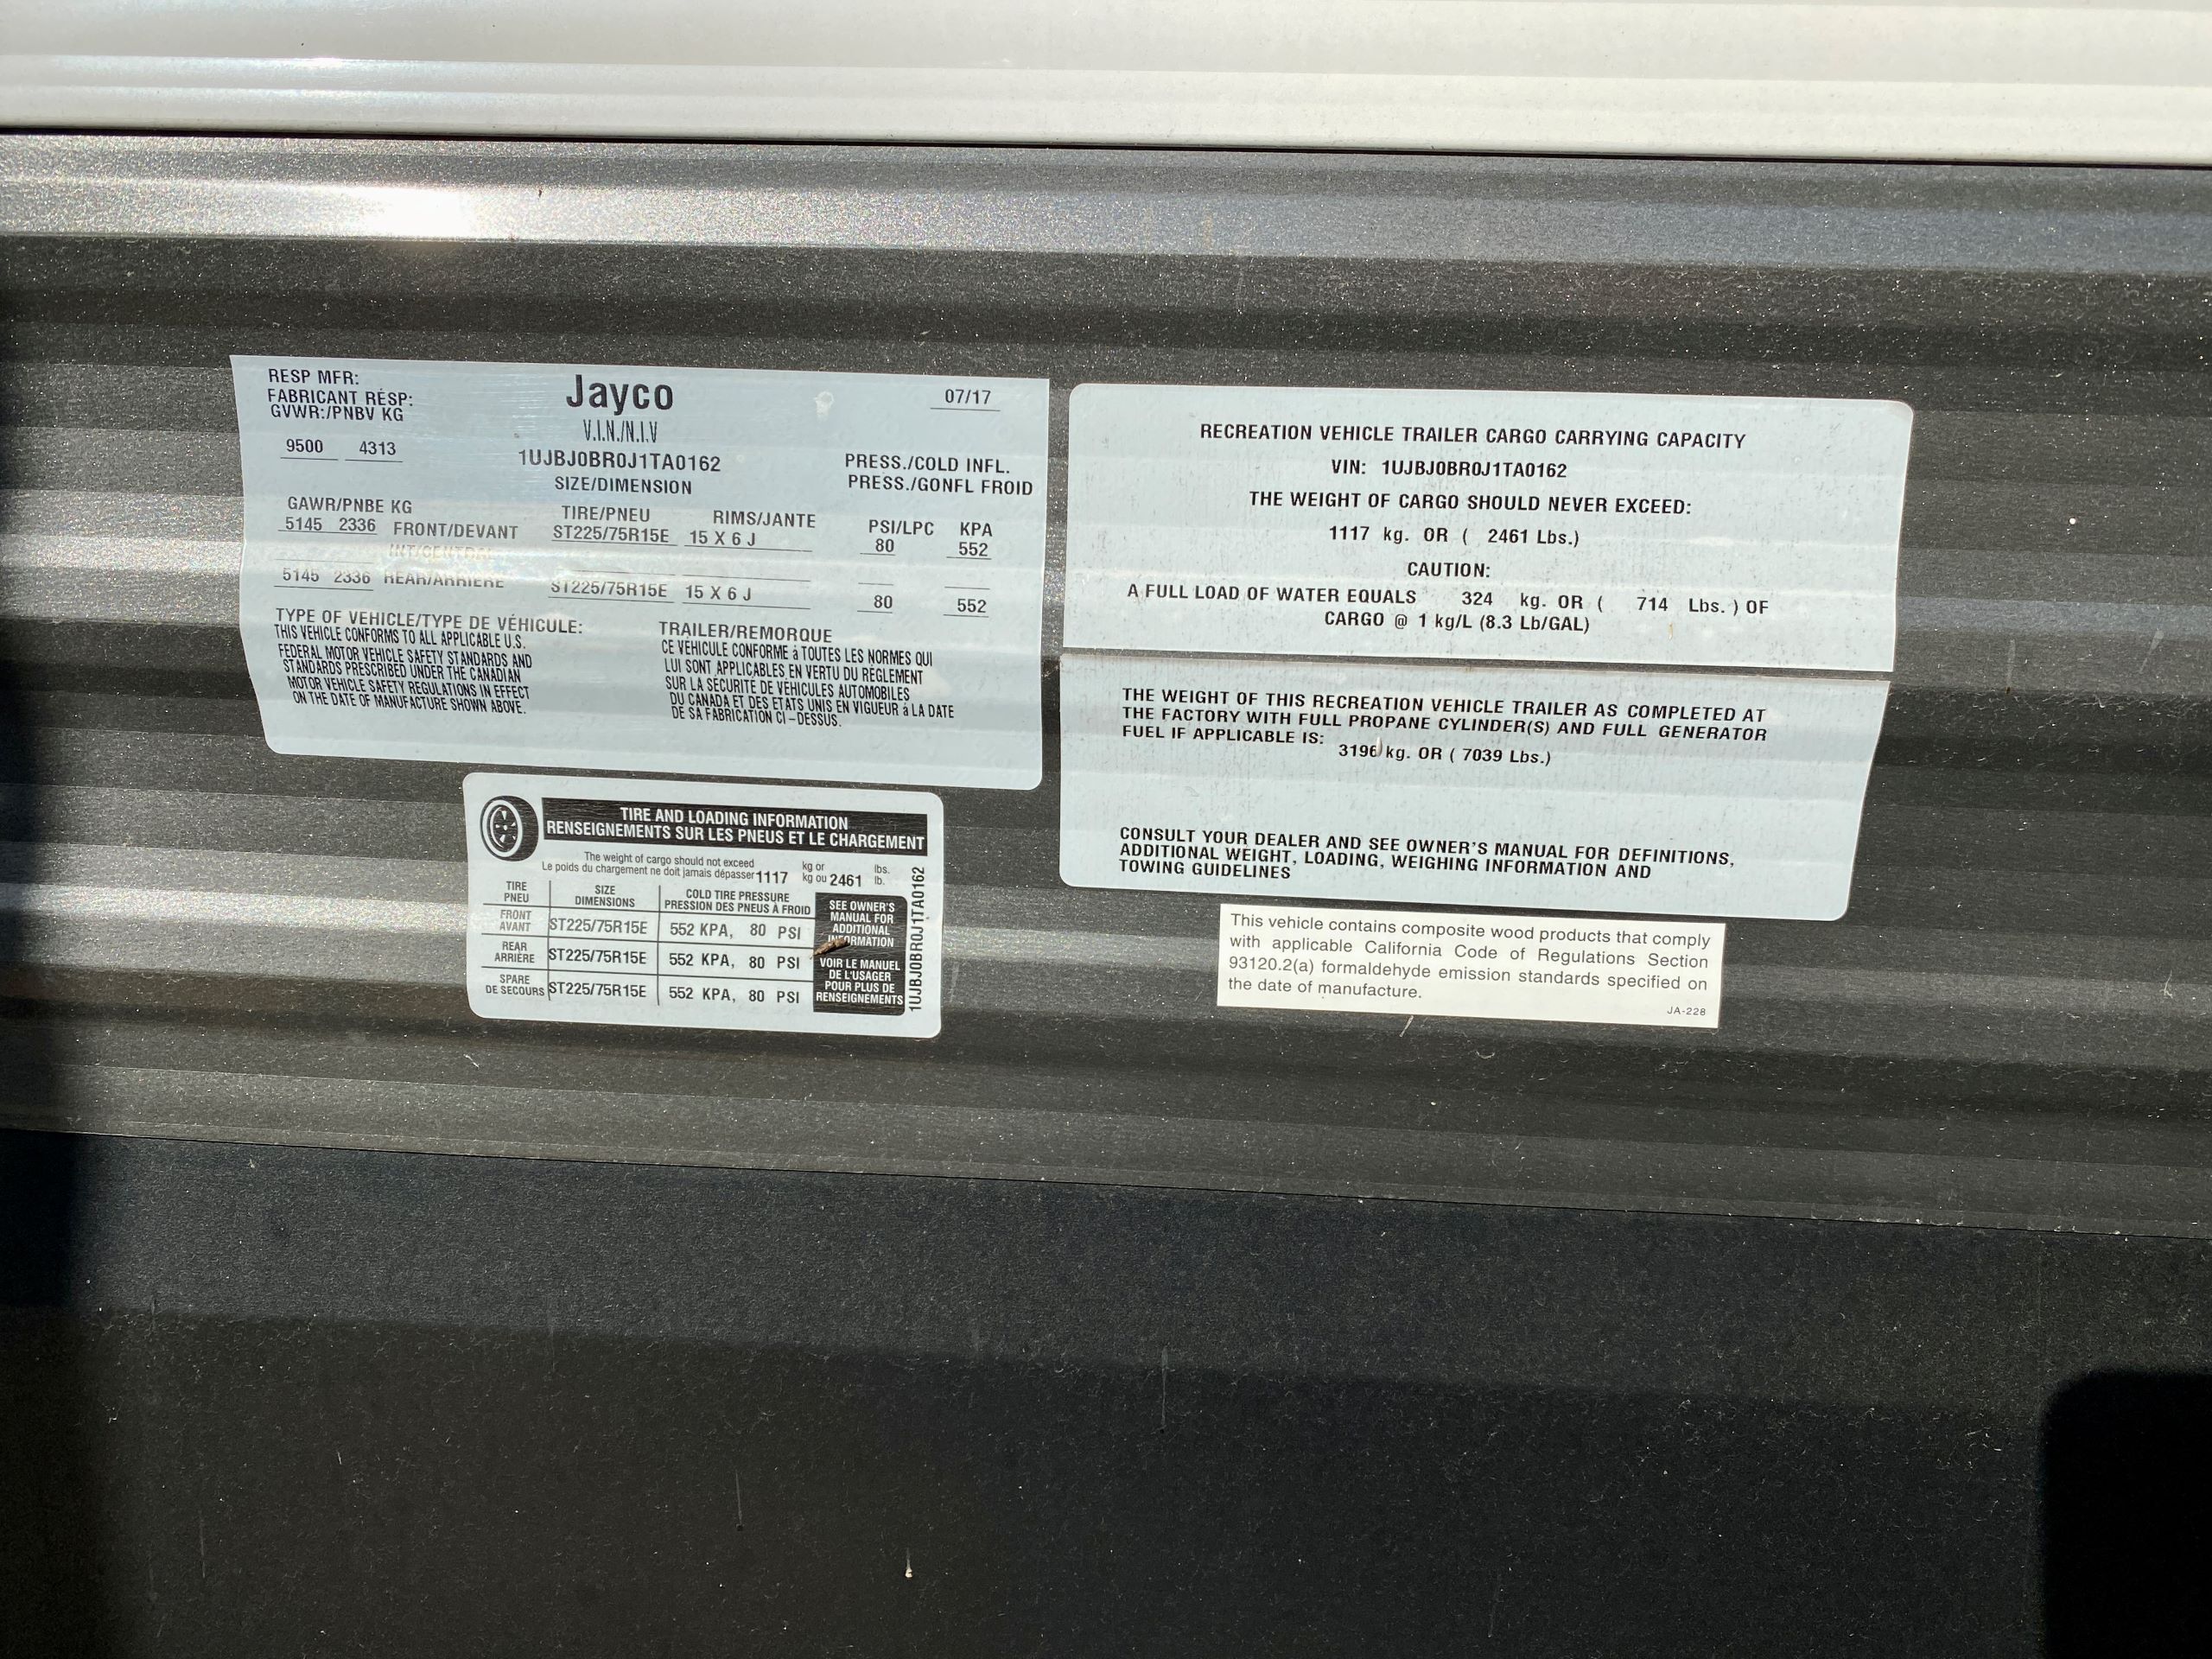 RESP MFR:
FABRICANT RÉSP:
GVWR:/PNBV KG
Jayco
07/17
V.I.N./N.I.V
9500 4313
1UJBJ0BR0J1TA0162
SIZE/DIMENSION
PRESS./COLD INFL.
PRESS./GONFL FROID
GAWR/PNBE KG
TIRE/PNEU RIMS/JANTE PSI/LPC KPA
5145 2336 FRONT/DEVANT ST225/75R15E 15 X 6 J 80 552
INT/CENTRAL
5145 2336 REAR/ARRIERE ST225/75R15E 15 X 6 J 80 552
TYPE OF VEHICLE/TYPE DE VÉHICULE: TRAILER/REMORQUE
THIS VEHICLE CONFORMS TO ALL APPLICABLE U.S.
FEDERAL MOTOR VEHICLE SAFETY STANDARDS AND
STANDARDS PRESCRIBED UNDER THE CANADIAN
MOTOR VEHICLE SAFETY REGULATIONS IN EFFECT
ON THE DATE OF MANUFACTURE SHOWN ABOVE.
CE VÉHICULE CONFORME à TOUTES LES NORMES QUI
LUI SONT APPLICABLES EN VERTU DU RÈGLEMENT
SUR LA SÉCURITÉ DE VÉHICULES AUTOMOBILES
DU CANADA ET DES ETATS UNIS EN VIGUEUR à LA DATE
DE SA FABRICATION CI-DESSUS.
TIRE AND LOADING INFORMATION
RENSEIGNEMENTS SUR LES PNEUS ET LE CHARGEMENT
The weight of cargo should not exceed kg or lbs.
Le poids du chargement ne doit jamais dépasser 1117 kg ou 2461 lb.
TIRE SIZE COLD TIRE PRESSURE
PNEU DIMENSIONS PRESSION DES PNEUS À FROID
FRONT
AVANT ST225/75R15E 552 KPA, 80 PSI
REAR
ARRIÈRE ST225/75R15E 552 KPA, 80 PSI
SPARE
DE SECOURS ST225/75R15E 552 KPA, 80 PSI
SEE OWNER'S
MANUAL FOR
ADDITIONAL
INFORMATION
VOIR LE MANUEL
DE L'USAGER
POUR PLUS DE
RENSEIGNEMENTS
1UJBJ0BR0J1TA0162
RECREATION VEHICLE TRAILER CARGO CARRYING CAPACITY
VIN: 1UJBJ0BR0J1TA0162
THE WEIGHT OF CARGO SHOULD NEVER EXCEED:
1117 kg. OR ( 2461 Lbs.)
CAUTION:
A FULL LOAD OF WATER EQUALS 324 kg. OR ( 714 Lbs. ) OF
CARGO @ 1 kg/L (8.3 Lb/GAL)
THE WEIGHT OF THIS RECREATION VEHICLE TRAILER AS COMPLETED AT
THE FACTORY WITH FULL PROPANE CYLINDER(S) AND FULL GENERATOR
FUEL IF APPLICABLE IS:
3196 kg. OR ( 7039 Lbs.)
CONSULT YOUR DEALER AND SEE OWNER'S MANUAL FOR DEFINITIONS,
ADDITIONAL WEIGHT, LOADING, WEIGHING INFORMATION AND
TOWING GUIDELINES
This vehicle contains composite wood products that comply
with applicable California Code of Regulations Section
93120.2(a) formaldehyde emission standards specified on
the date of manufacture.
JA-228